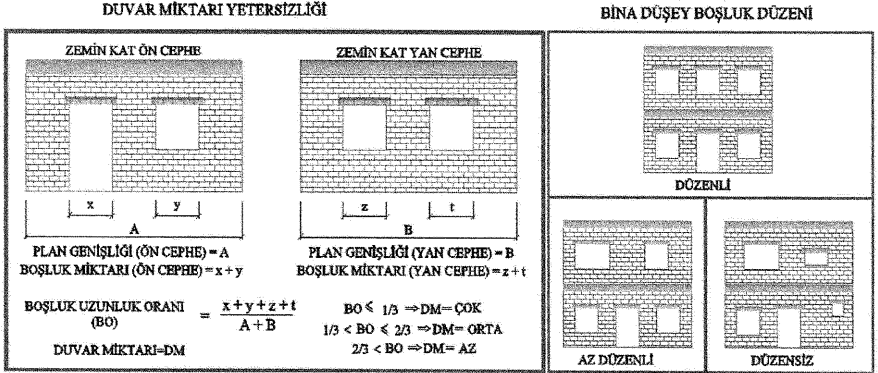 DUVAR MİKTARI YETERSİZLİĞİ
ZEMİN KAT ÖN CEPHE
x
y
A
PLAN GENİŞLİĞİ (ÖN CEPHE) = A
BOŞLUK MİKTARI (ÖN CEPHE) = x + y
ZEMİN KAT YAN CEPHE
z
t
B
PLAN GENİŞLİĞİ (YAN CEPHE) = B
BOŞLUK MİKTARI (YAN CEPHE) = z + t
BOŞLUK UZUNLUK ORANI
(BO)
= x + y + z + t
A + B
DUVAR MİKTARI=DM
BO ⩽ 1/3 ⇒DM= ÇOK
1/3 < BO ⩽ 2/3 ⇒DM= ORTA
2/3 < BO ⇒DM= AZ
BİNA DÜŞEY BOŞLUK DÜZENİ
DÜZENLİ
AZ DÜZENLİ
DÜZENSİZ